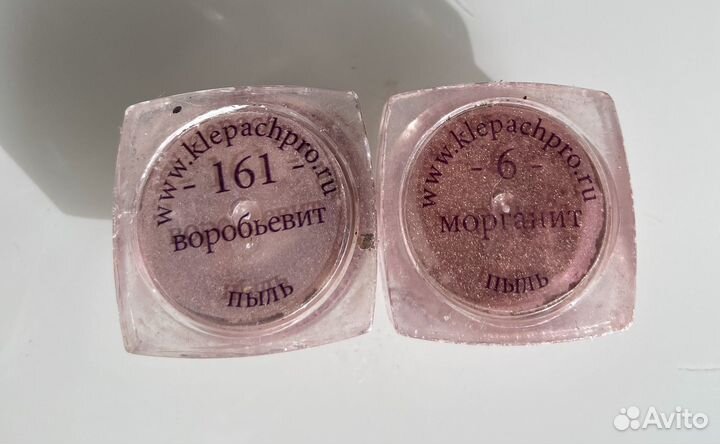 www.klepachpro.ru
- 161 -
воробьевит
пыль
www.klepachpro.ru
- 6 -
морганит
пыль
Avito